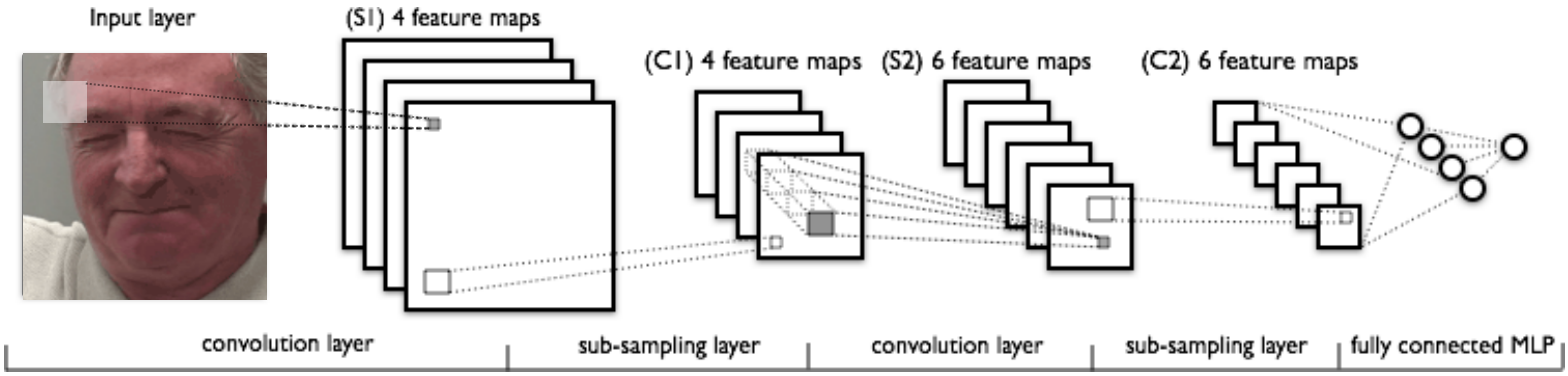 Input layer
(S1) 4 feature maps
(C1) 4 feature maps
(S2) 6 feature maps
(C2) 6 feature maps
convolution layer
sub-sampling layer
convolution layer
sub-sampling layer
fully connected MLP